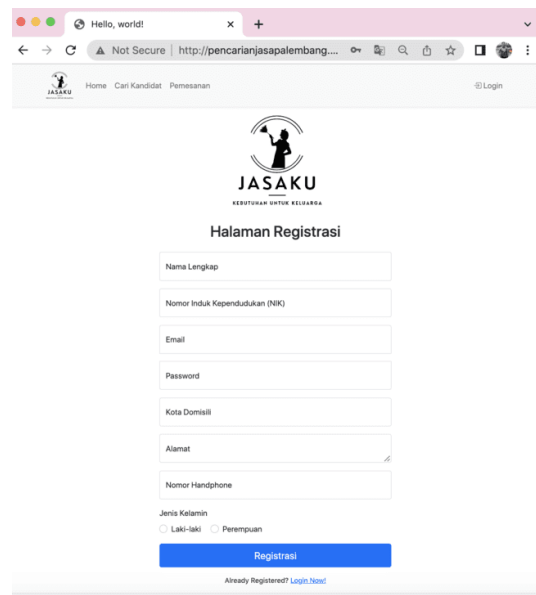 Hello, world!
Not Secure | http://pencarianjasapalembang....
JASAKU
Home Cari Kandidat Pemesanan
Login
JASAKU
KEBUTUHAN UNTUK KELUARGA
Halaman Registrasi
Nama Lengkap
Nomor Induk Kependudukan (NIK)
Email
Password
Kota Domisili
Alamat
Nomor Handphone
Jenis Kelamin
Laki-laki Perempuan
Registrasi
Already Registered? Login Now!